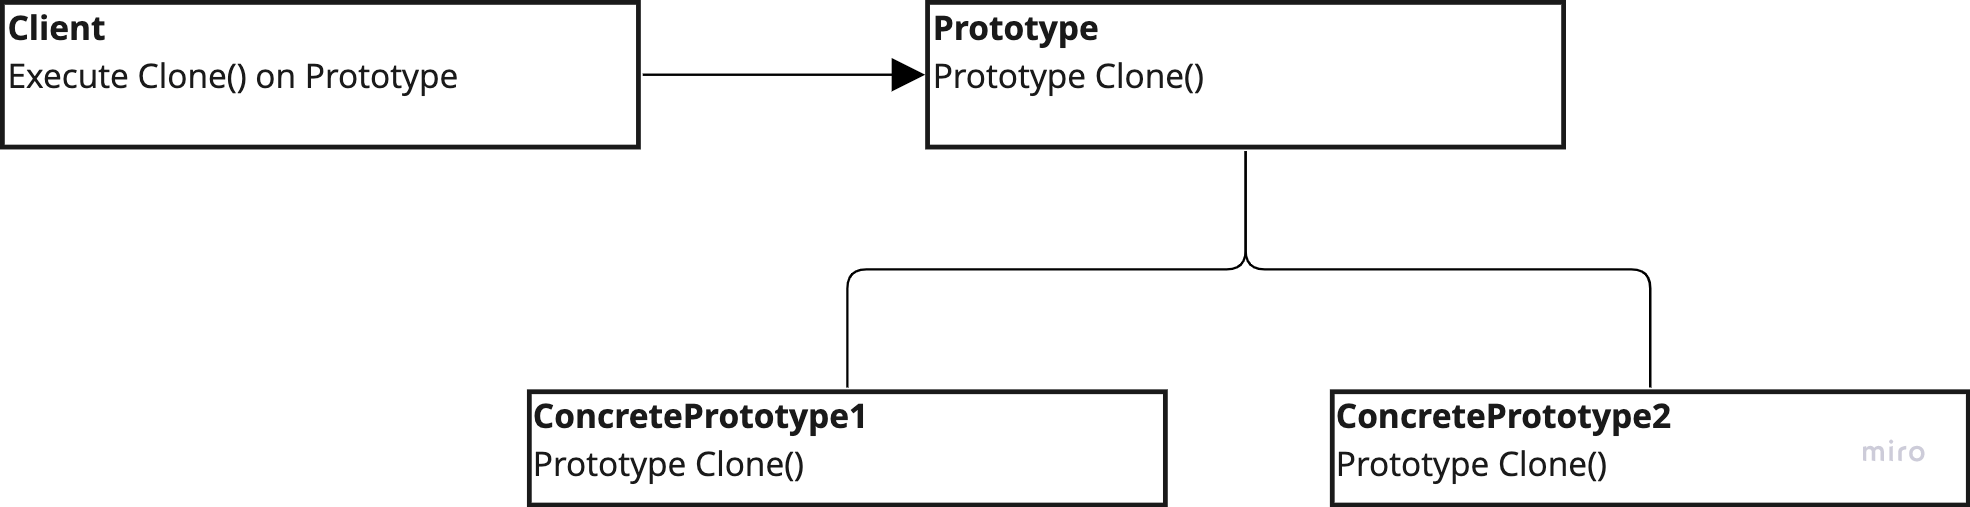 Client
Execute Clone() on Prototype
Prototype
Prototype Clone()
ConcretePrototype1
Prototype Clone()
ConcretePrototype2
Prototype Clone()
miro